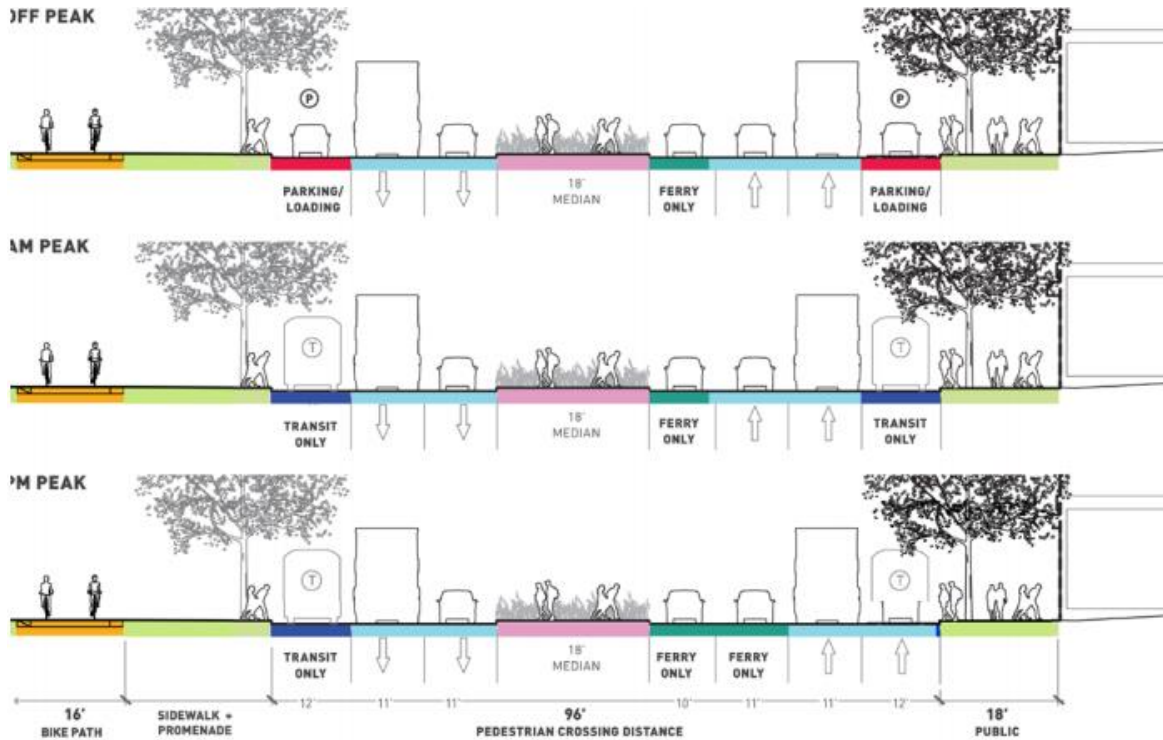 OFF PEAK
P
P
PARKING/
LOADING
18'
MEDIAN
FERRY
ONLY
PARKING/
LOADING
AM PEAK
T
T
TRANSIT
ONLY
18'
MEDIAN
FERRY
ONLY
TRANSIT
ONLY
PM PEAK
T
T
TRANSIT
ONLY
18'
MEDIAN
FERRY
ONLY
FERRY
ONLY
12'
11'
11'
10'
11'
11'
12'
16'
BIKE PATH
SIDEWALK +
PROMENADE
96'
PEDESTRIAN CROSSING DISTANCE
18'
PUBLIC